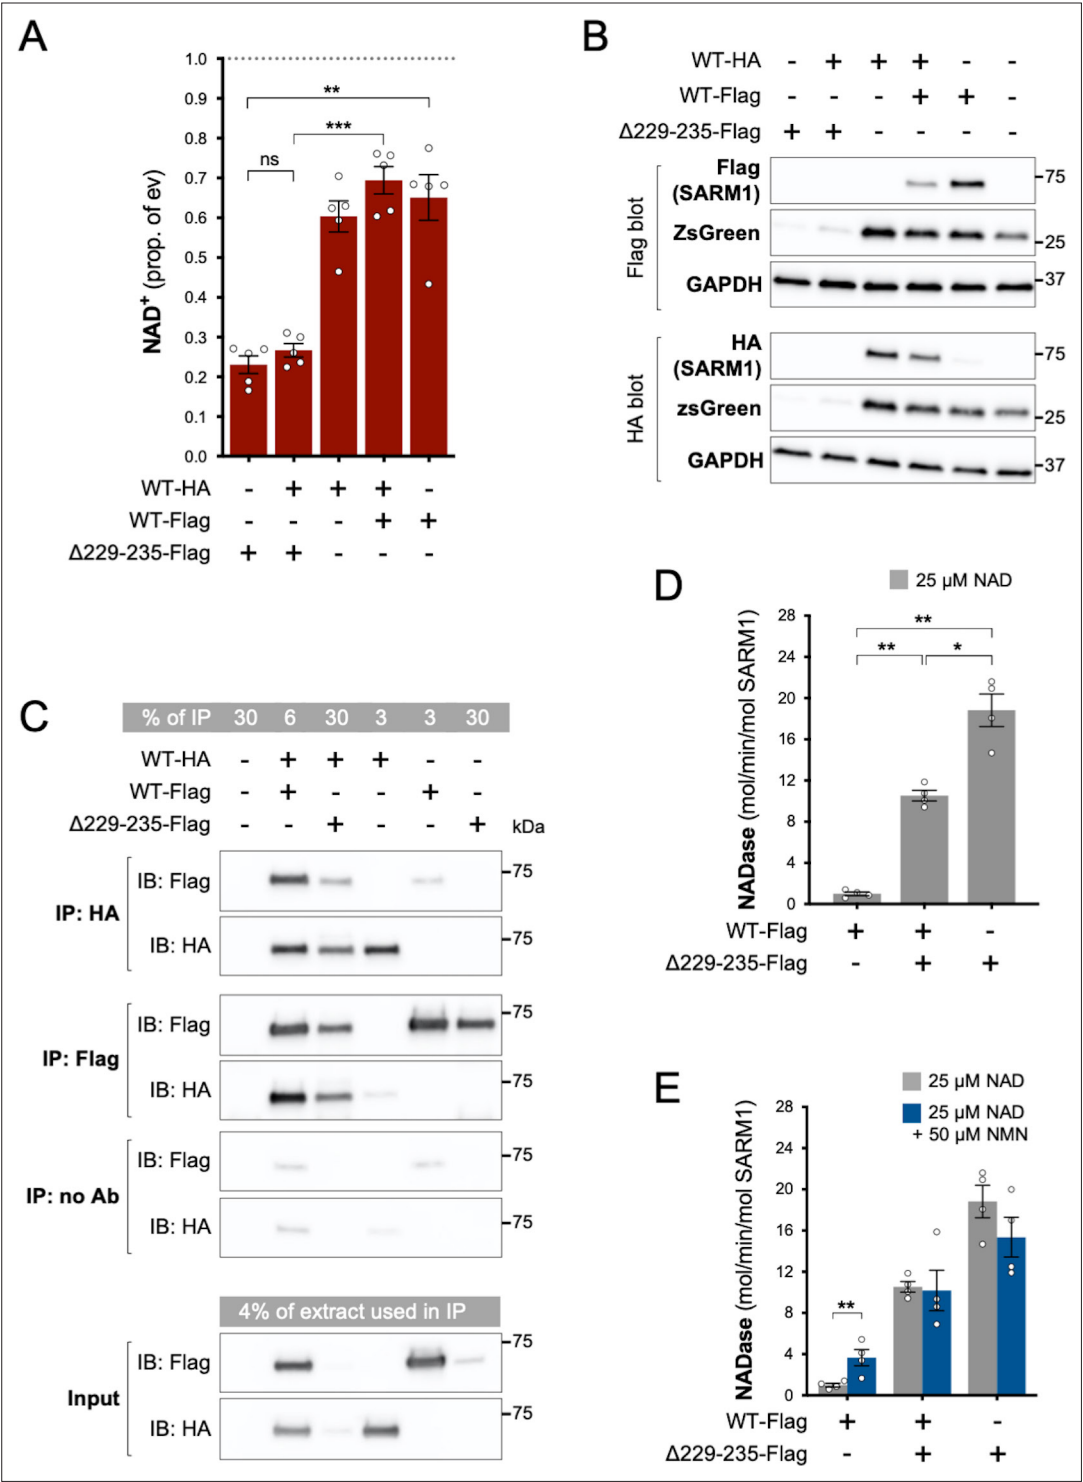 A
NAD+ (prop. of ev)
1.0
0.9
0.8
0.7
0.6
0.5
0.4
0.3
0.2
0.1
0.0
**
***
ns
WT-HA - + + + -
WT-Flag - - - + +
Δ229-235-Flag + + - - -
B
WT-HA - + + + - -
WT-Flag - - - + + -
Δ229-235-Flag + + - - - -
Flag blot
Flag
(SARM1)
-75
ZsGreen
-25
GAPDH
-37
HA blot
HA
(SARM1)
-75
zsGreen
-25
GAPDH
-37
C
% of IP 30 6 30 3 3 30
WT-HA - + + + - -
WT-Flag - + - - + -
Δ229-235-Flag - - + - - + kDa
IP: HA
IB: Flag
-75
IB: HA
-75
IP: Flag
IB: Flag
-75
IB: HA
-75
IP: no Ab
IB: Flag
-75
IB: HA
-75
4% of extract used in IP
Input
IB: Flag
-75
IB: HA
-75
D
25 µM NAD
NADase (mol/min/mol SARM1)
28
24
20
16
12
8
4
0
**
** *
WT-Flag + + -
Δ229-235-Flag - + +
E
25 µM NAD
25 µM NAD
+ 50 µM NMN
NADase (mol/min/mol SARM1)
28
24
20
16
12
8
4
0
**
WT-Flag + + -
Δ229-235-Flag - + +